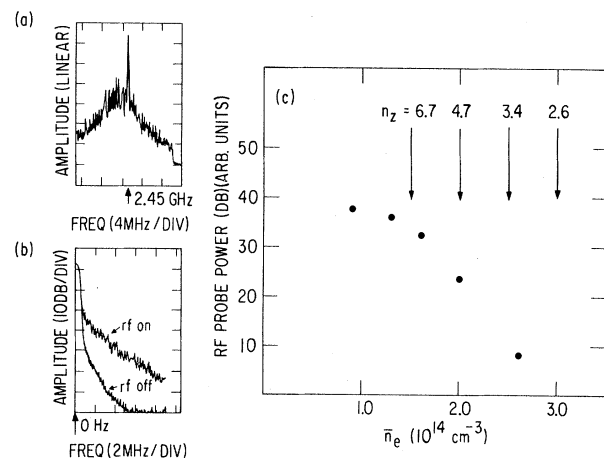 (a)
AMPLITUDE (LINEAR)
2.45 GHz
FREQ (4MHz/DIV)
(b)
AMPLITUDE (10DB/DIV)
rf on
rf off
0 Hz
FREQ (2MHz/DIV)
(c)
n_z = 6.7 4.7 3.4 2.6
RF PROBE POWER (DB)(ARB. UNITS)
50
40
30
20
10
1.0 2.0 3.0
n̄_e (10^14 cm^-3)